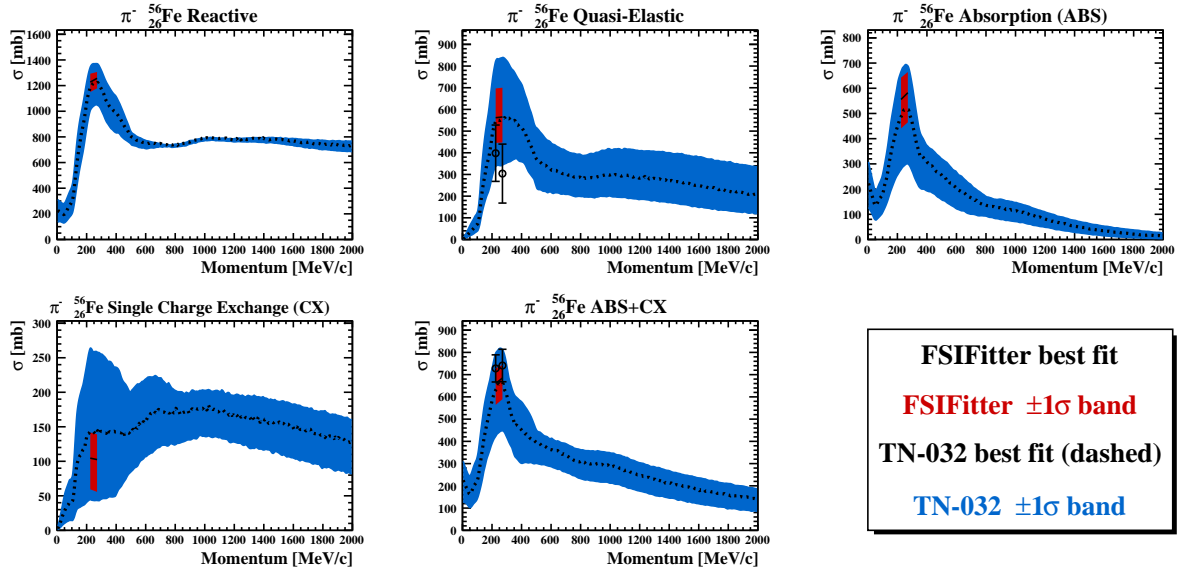 π⁻ ⁵⁶₂₆Fe Reactive
σ [mb]
1600
1400
1200
1000
800
600
400
200
0
0 200 400 600 800 1000 1200 1400 1600 1800 2000
Momentum [MeV/c]
π⁻ ⁵⁶₂₆Fe Quasi-Elastic
σ [mb]
900
800
700
600
500
400
300
200
100
0
0 200 400 600 800 1000 1200 1400 1600 1800 2000
Momentum [MeV/c]
π⁻ ⁵⁶₂₆Fe Absorption (ABS)
σ [mb]
800
700
600
500
400
300
200
100
0
0 200 400 600 800 1000 1200 1400 1600 1800 2000
Momentum [MeV/c]
π⁻ ⁵⁶₂₆Fe Single Charge Exchange (CX)
σ [mb]
300
250
200
150
100
50
0
0 200 400 600 800 1000 1200 1400 1600 1800 2000
Momentum [MeV/c]
π⁻ ⁵⁶₂₆Fe ABS+CX
σ [mb]
900
800
700
600
500
400
300
200
100
0
0 200 400 600 800 1000 1200 1400 1600 1800 2000
Momentum [MeV/c]
FSIFitter best fit
FSIFitter ±1σ band
TN-032 best fit (dashed)
TN-032 ±1σ band